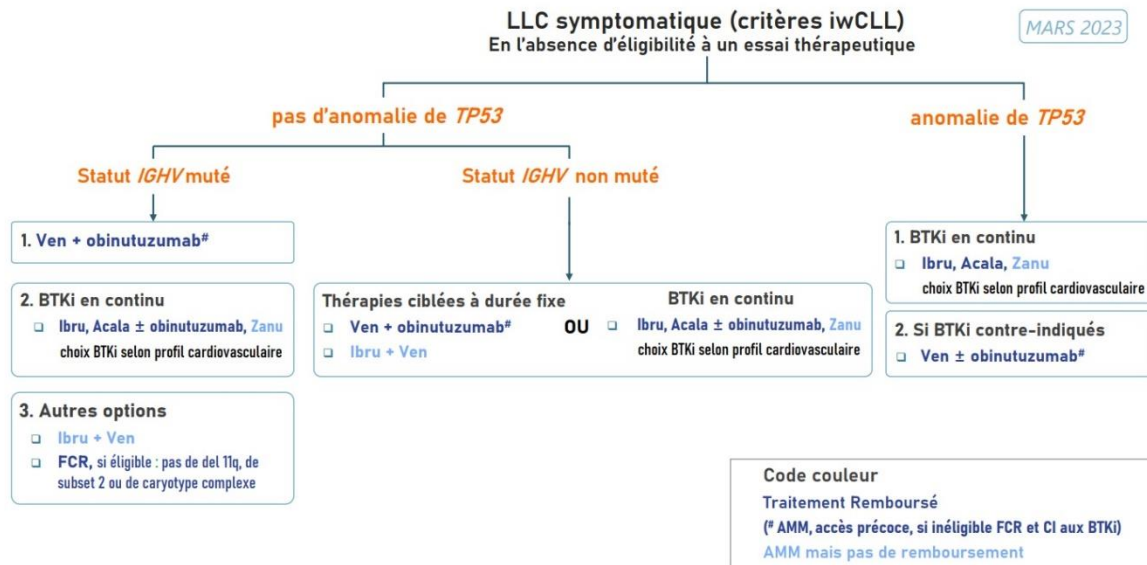 LLC symptomatique (critères iwCLL)
En l'absence d'éligibilité à un essai thérapeutique
MARS 2023
pas d'anomalie de TP53
anomalie de TP53
Statut IGHV muté
Statut IGHV non muté
1. Ven + obinutuzumab#
2. BTKi en continu
Ibru, Acala ± obinutuzumab, Zanu
choix BTKi selon profil cardiovasculaire
3. Autres options
Ibru + Ven
FCR, si éligible : pas de del 11q, de
subset 2 ou de caryotype complexe
Thérapies ciblées à durée fixe
Ven + obinutuzumab#
Ibru + Ven
OU
BTKi en continu
Ibru, Acala ± obinutuzumab, Zanu
choix BTKi selon profil cardiovasculaire
1. BTKi en continu
Ibru, Acala, Zanu
choix BTKi selon profil cardiovasculaire
2. Si BTKi contre-indiqués
Ven ± obinutuzumab#
Code couleur
Traitement Remboursé
(# AMM, accès précoce, si inéligible FCR et CI aux BTKi)
AMM mais pas de remboursement